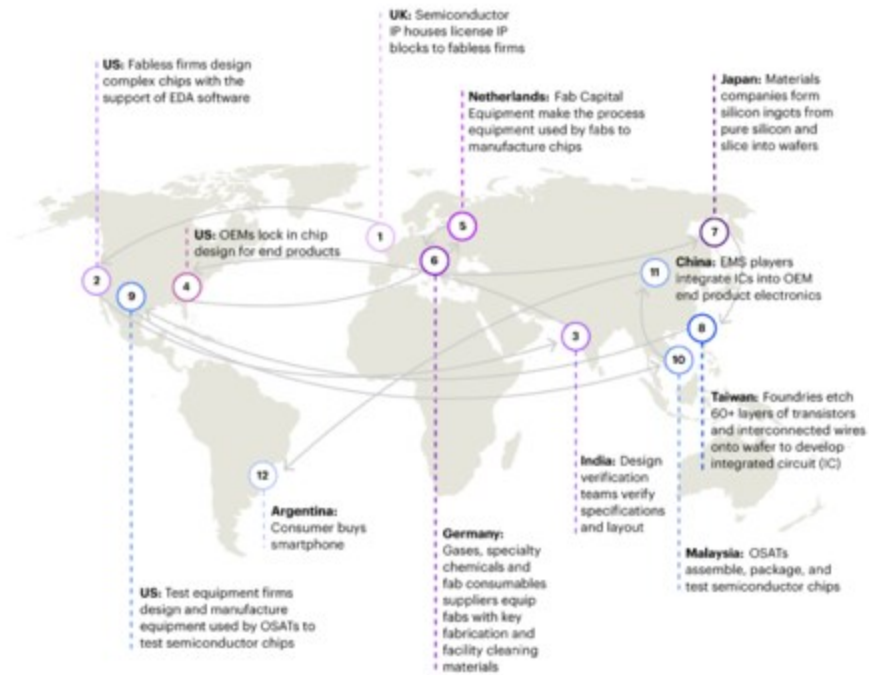 UK: Semiconductor
IP houses license IP
blocks to fabless firms
US: Fabless firms design
complex chips with the
support of EDA software
Netherlands: Fab Capital
Equipment make the process
equipment used by fabs to
manufacture chips
Japan: Materials
companies form
silicon ingots from
pure silicon and
slice into wafers
US: OEMs lock in chip
design for end products
1
5
7
2
9
4
6
11
China: EMS players
integrate ICs into OEM
end product electronics
3
8
10
Taiwan: Foundries etch
60+ layers of transistors
and interconnected wires
onto wafer to develop
integrated circuit (IC)
12
Argentina:
Consumer buys
smartphone
India: Design
verification
teams verify
specifications
and layout
Germany:
Gases, specialty
chemicals and
fab consumables
suppliers equip
fabs with key
fabrication and
facility cleaning
materials
Malaysia: OSATs
assemble, package, and
test semiconductor chips
US: Test equipment firms
design and manufacture
equipment used by OSATs to
test semiconductor chips